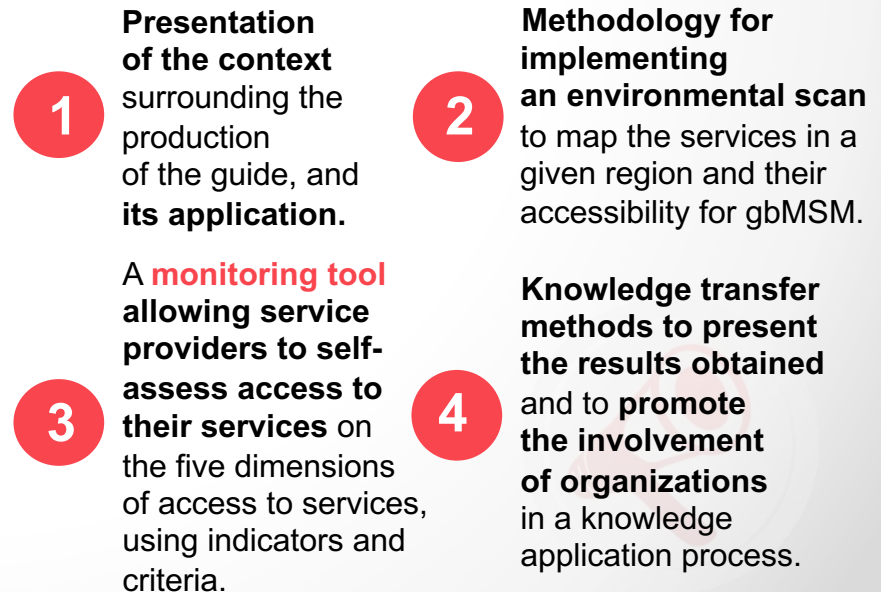 1
Presentation
of the context
surrounding the
production
of the guide, and
its application.
2
Methodology for
implementing
an environmental scan
to map the services in a
given region and their
accessibility for gbMSM.
3
A monitoring tool
allowing service
providers to self-
assess access to
their services on
the five dimensions
of access to services,
using indicators and
criteria.
4
Knowledge transfer
methods to present
the results obtained
and to promote
the involvement
of organizations
in a knowledge
application process.